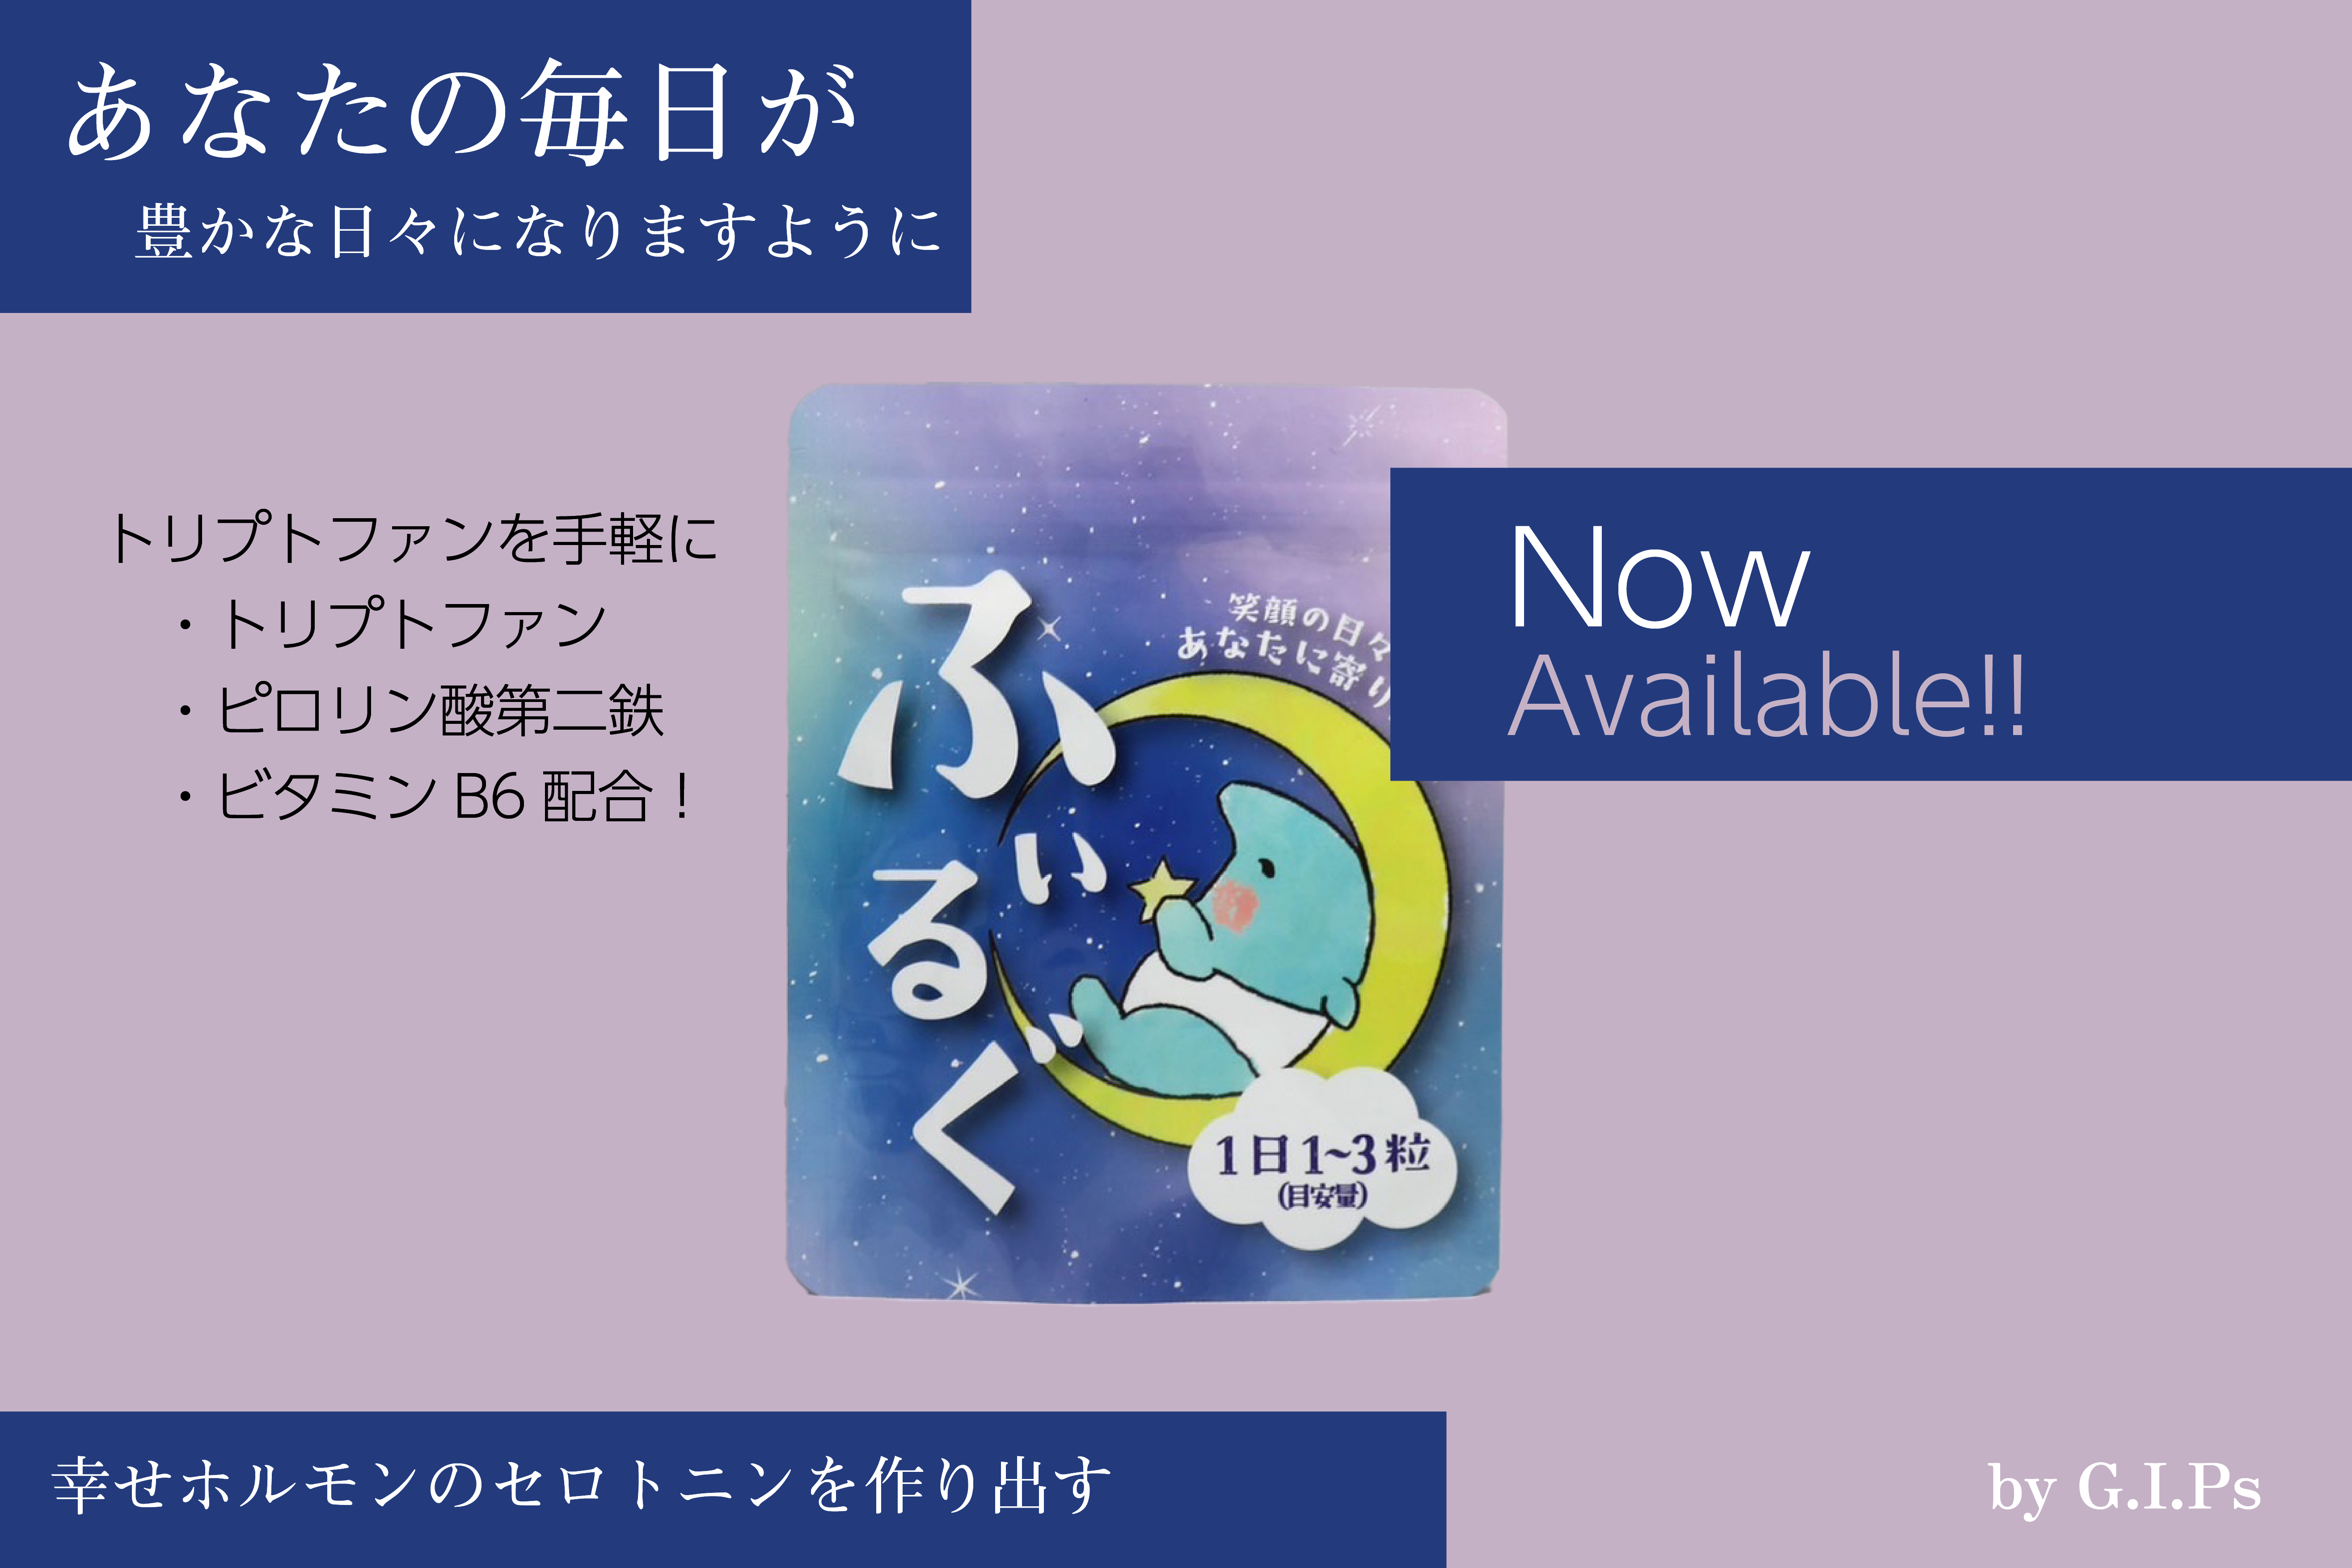 あなたの毎日が
豊かな日々になりますように
トリプトファンを手軽に
・トリプトファン
・ピロリン酸第二鉄
・ビタミン B6 配合！
ふぃるぐ
笑顔の日々
あなたに寄り
1日1~3粒
(目安量)
Now
Available!!
幸せホルモンのセロトニンを作り出す
by G.I.Ps